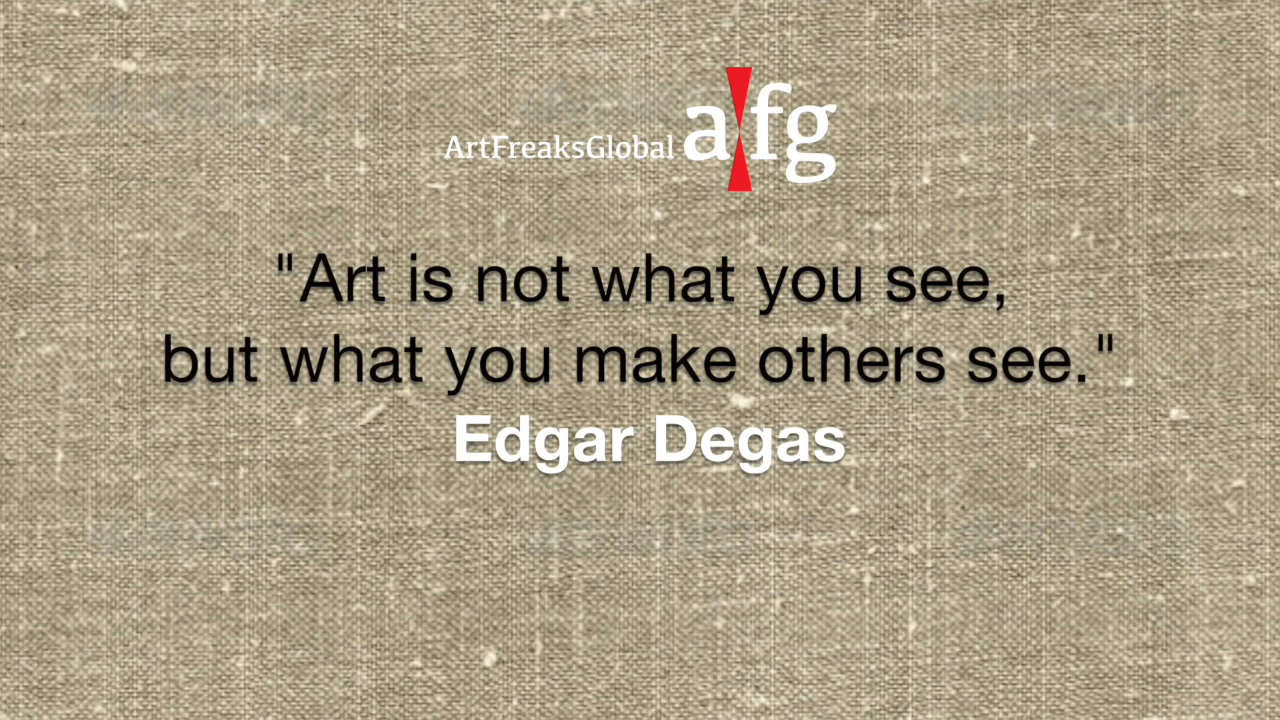 ArtFreaksGlobal afg
"Art is not what you see,
but what you make others see."
Edgar Degas